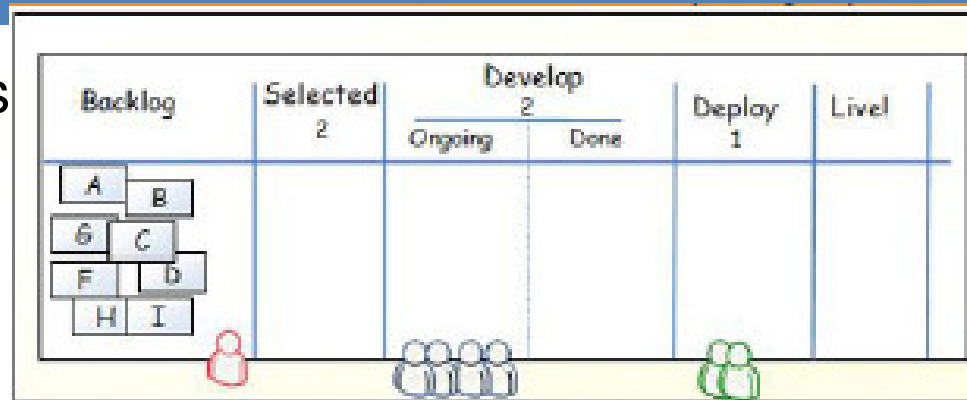 s
Backlog
Selected
2
Develop
2
Ongoing
Done
Deploy
1
Live!
A
B
G
C
F
D
H
I